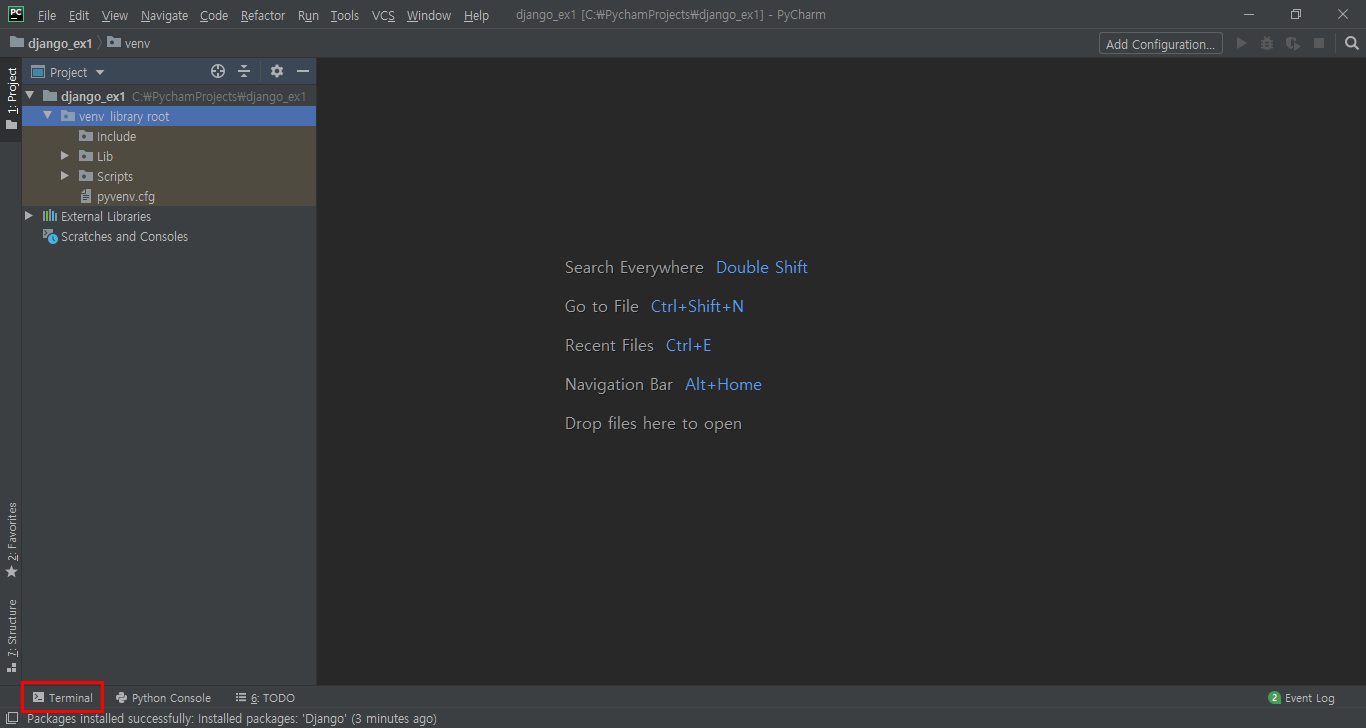 PC File Edit View Navigate Code Refactor Run Tools VCS Window Help django_ex1 [C:₩PychamProjects₩django_ex1] - PyCharm
django_ex1 venv Add Configuration...
1: Project
Project
django_ex1 C:₩PychamProjects₩django_ex1
venv library root
Include
Lib
Scripts
pyvenv.cfg
External Libraries
Scratches and Consoles
Search Everywhere Double Shift
Go to File Ctrl+Shift+N
Recent Files Ctrl+E
Navigation Bar Alt+Home
Drop files here to open
2: Favorites
7: Structure
Terminal Python Console 6: TODO 2 Event Log
Packages installed successfully: Installed packages: 'Django' (3 minutes ago)